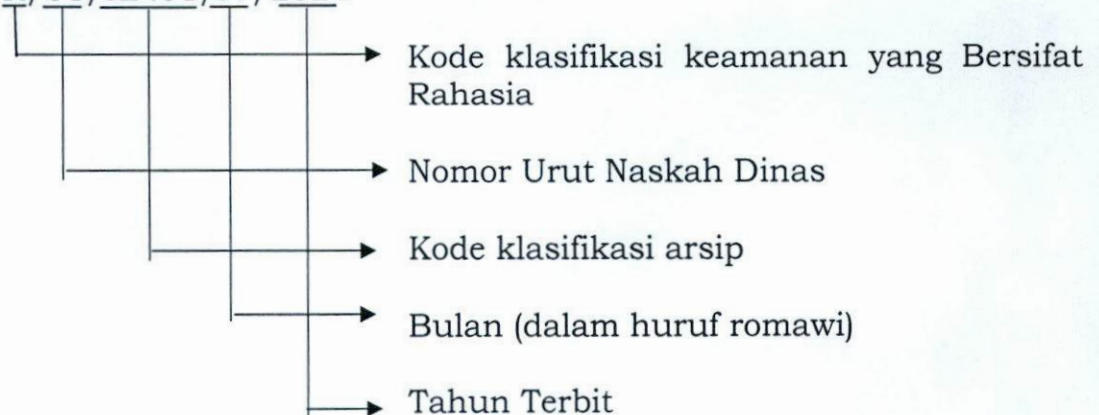 Kode klasifikasi keamanan yang Bersifat
Rahasia
Nomor Urut Naskah Dinas
Kode klasifikasi arsip
Bulan (dalam huruf romawi)
Tahun Terbit